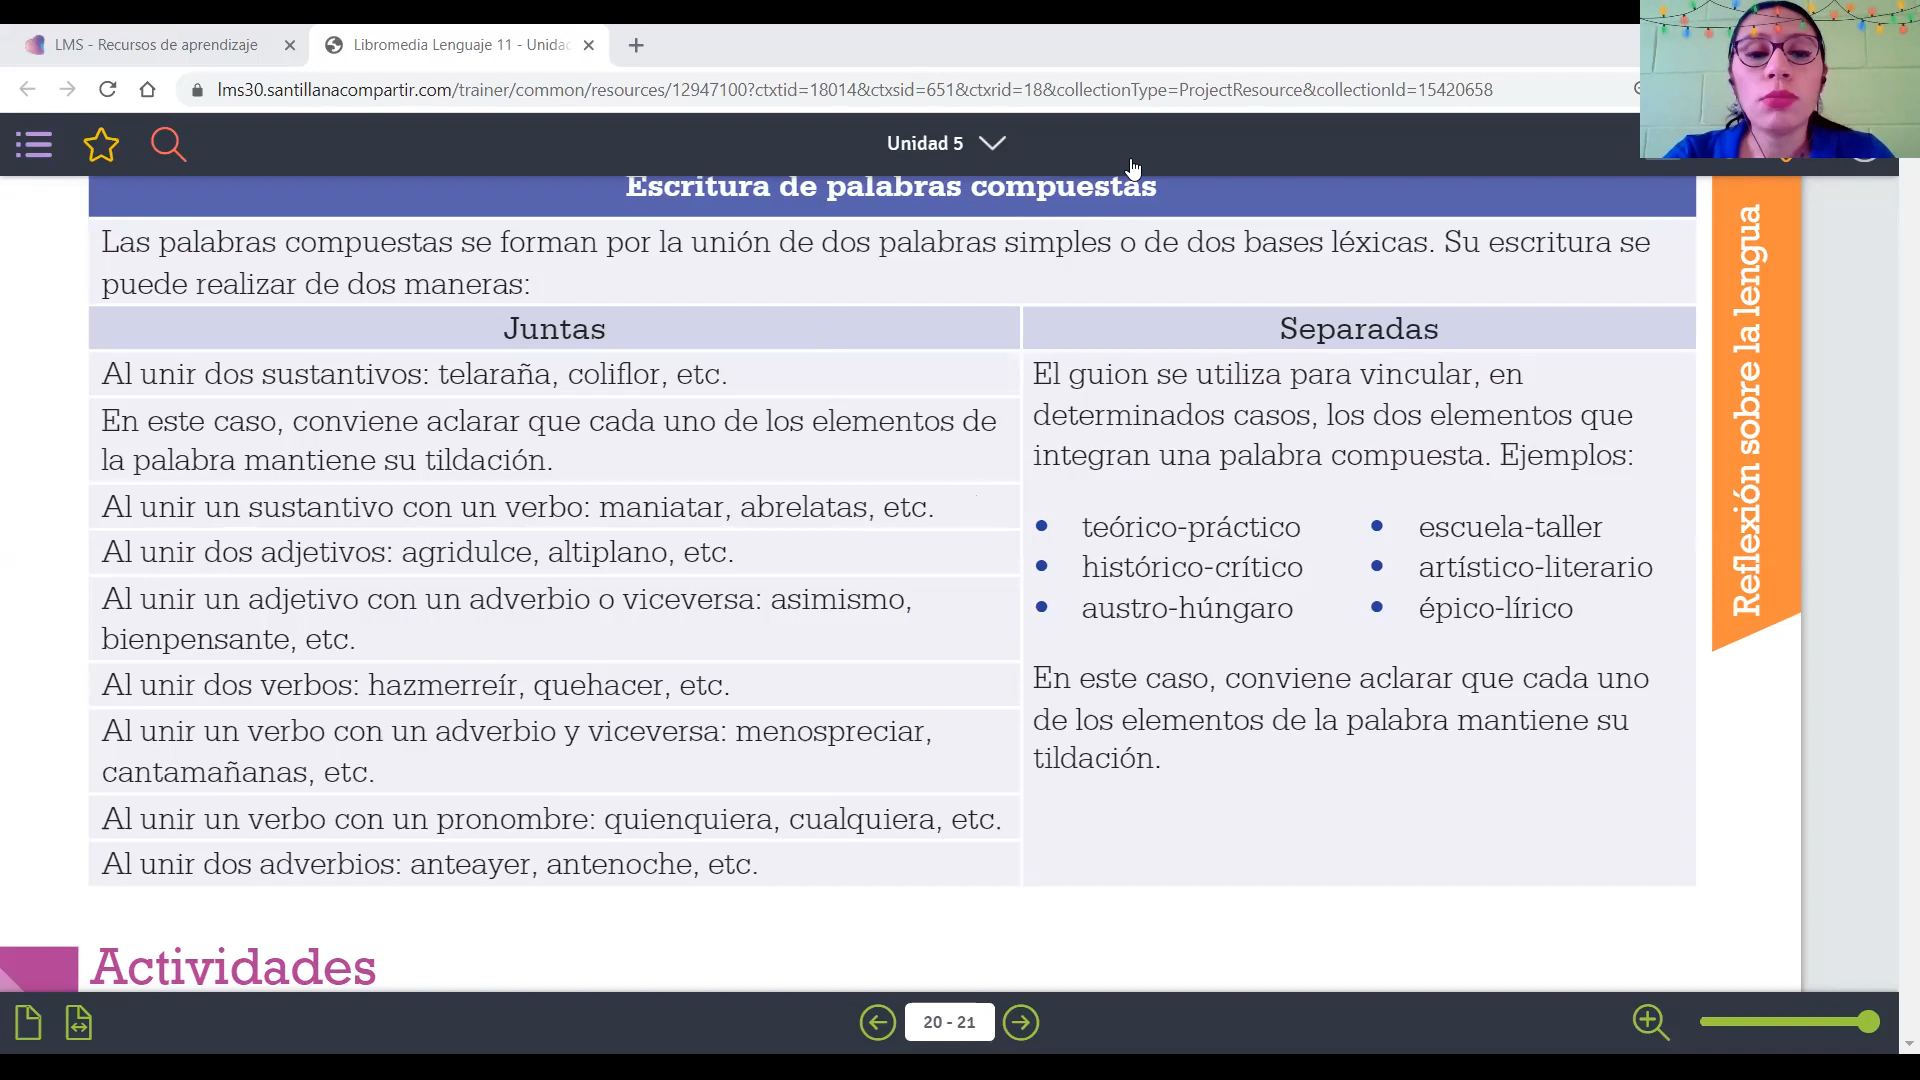 LMS - Recursos de aprendizaje
Libromedia Lenguaje 11 - Unidad
lms30.santillanacompartir.com/trainer/common/resources/12947100?ctxtid=18014&ctxsid=651&ctxrid=18&collectionType=ProjectResource&collectionId=15420658
Unidad 5
Escritura de palabras compuestas
Las palabras compuestas se forman por la unión de dos palabras simples o de dos bases léxicas. Su escritura se
puede realizar de dos maneras:
Juntas
Al unir dos sustantivos: telaraña, coliflor, etc.
En este caso, conviene aclarar que cada uno de los elementos de
la palabra mantiene su tildación.
Al unir un sustantivo con un verbo: maniatar, abrelatas, etc.
Al unir dos adjetivos: agridulce, altiplano, etc.
Al unir un adjetivo con un adverbio o viceversa: asimismo,
bienpensante, etc.
Al unir dos verbos: hazmerreír, quehacer, etc.
Al unir un verbo con un adverbio y viceversa: menospreciar,
cantamañanas, etc.
Al unir un verbo con un pronombre: quienquiera, cualquiera, etc.
Al unir dos adverbios: anteayer, antenoche, etc.
Separadas
El guion se utiliza para vincular, en
determinados casos, los dos elementos que
integran una palabra compuesta. Ejemplos:
• teórico-práctico • escuela-taller
• histórico-crítico • artístico-literario
• austro-húngaro • épico-lírico
En este caso, conviene aclarar que cada uno
de los elementos de la palabra mantiene su
tildación.
Reflexión sobre la lengua
Actividades
20 - 21